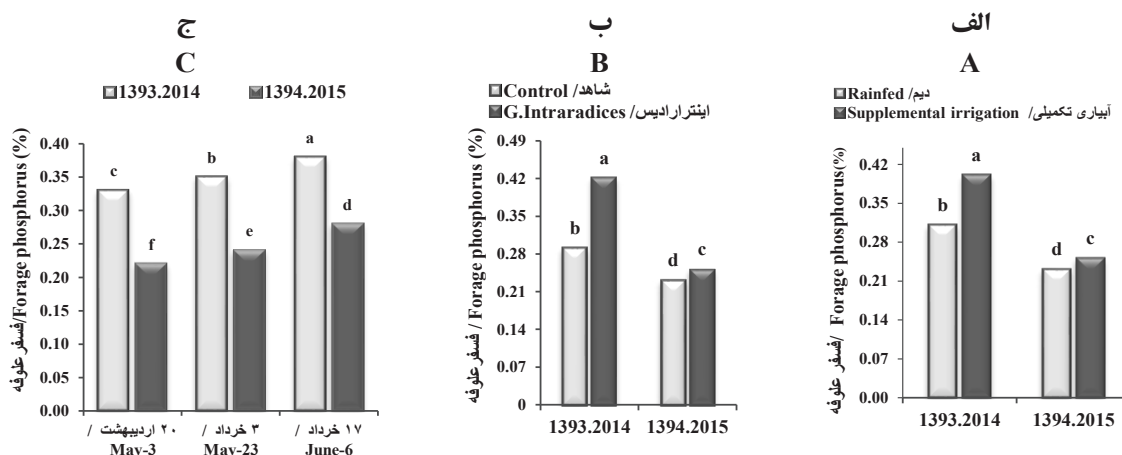 ج
C
1393.2014 1394.2015
فسفر علوفه/Forage phosphorus (%)
0.40
0.35
0.30
0.25
0.20
0.15
0.10
0.05
0.00
c
f
b
e
a
d
۲۰ اردیبهشت / ۳ خرداد / ۱۷ خرداد /
May-3 May-23 June-6
ب
B
Control /شاهد
G.Intraradices /اینترارادیس
فسفر علوفه / Forage phosphorus (%)
0.49
0.42
0.35
0.28
0.21
0.14
0.07
0
b
a
d
c
1393.2014 1394.2015
الف
A
Rainfed /دیم
Supplemental irrigation /آبیاری تکمیلی
فسفر علوفه/ Forage phosphorus(%)
0.42
0.35
0.28
0.21
0.14
0.07
0.00
b
a
d
c
1393.2014 1394.2015